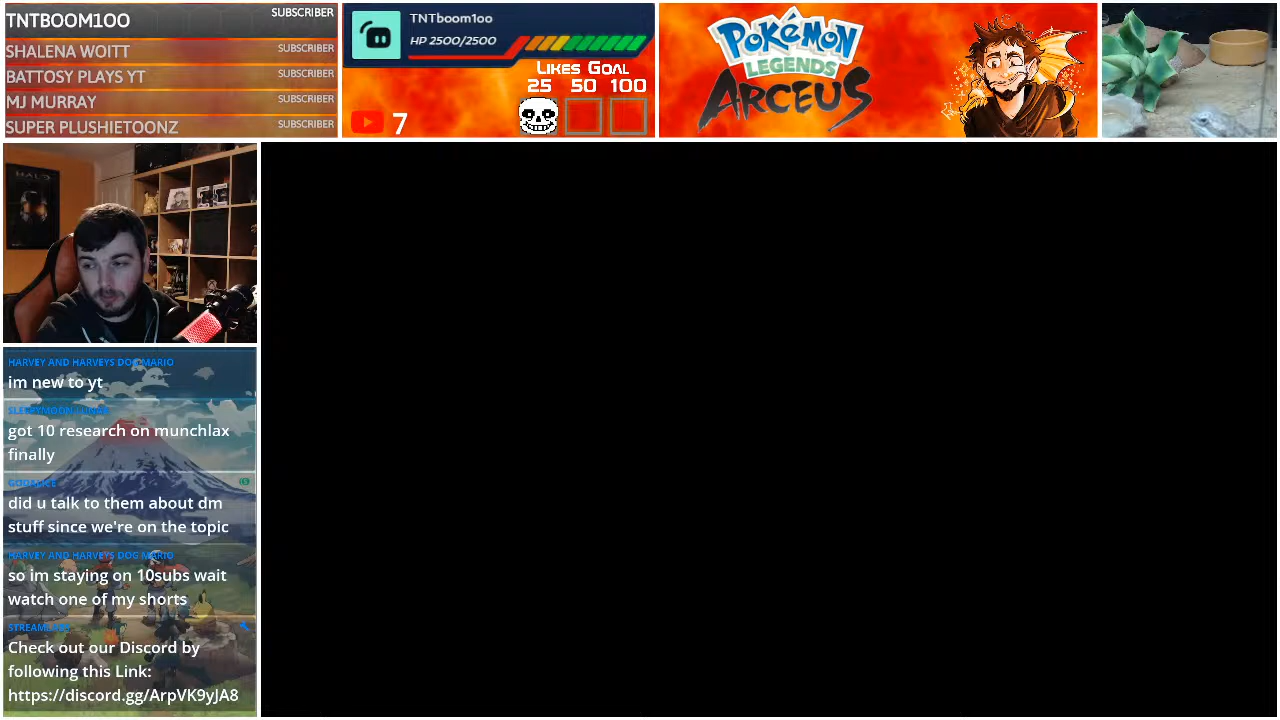 TNTBOOM1OO
SUBSCRIBER
SHALENA WOITT
SUBSCRIBER
BATTOSY PLAYS YT
SUBSCRIBER
MJ MURRAY
SUBSCRIBER
SUPER PLUSHIETOONZ
SUBSCRIBER
TNTboom1oo
HP 2500/2500
LIKES GOAL
25 50 100
7
POKÉMON
LEGENDS
ARCEUS
HALO
HARVEY AND HARVEYS DOG MARIO
im new to yt
got 10 research on munchlax
finally
did u talk to them about dm
stuff since we're on the topic
HARVEY AND HARVEYS DOG MARIO
so im staying on 10subs wait
watch one of my shorts
Check out our Discord by
following this Link:
https://discord.gg/ArpVK9yJA8